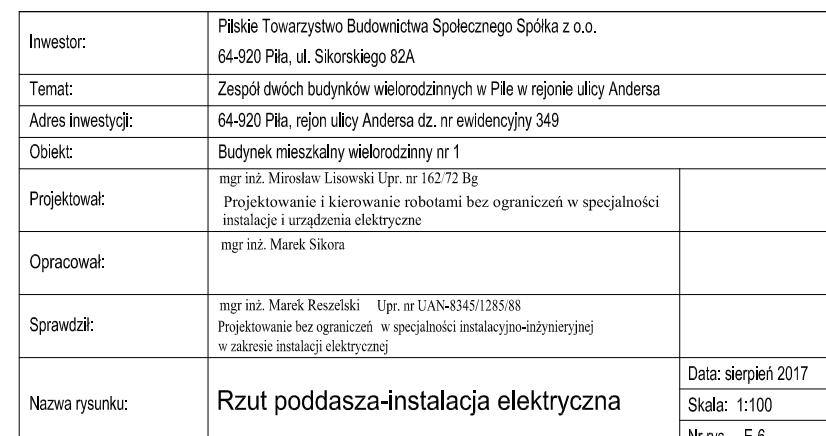 Inwestor:
Pilskie Towarzystwo Budownictwa Społecznego Spółka z o.o.
64-920 Piła, ul. Sikorskiego 82A
Temat:
Zespół dwóch budynków wielorodzinnych w Pile w rejonie ulicy Andersa
Adres inwestycji:
64-920 Piła, rejon ulicy Andersa dz. nr ewidencyjny 349
Obiekt:
Budynek mieszkalny wielorodzinny nr 1
Projektował:
mgr inż. Mirosław Lisowski Upr. nr 162/72 Bg
Projektowanie i kierowanie robotami bez ograniczeń w specjalności
instalacje i urządzenia elektryczne
Opracował:
mgr inż. Marek Sikora
Sprawdził:
mgr inż. Marek Reszelski Upr. nr UAN-8345/1285/88
Projektowanie bez ograniczeń w specjalności instalacyjno-inżynieryjnej
w zakresie instalacji elektrycznej
Nazwa rysunku:
Rzut poddasza-instalacja elektryczna
Data: sierpień 2017
Skala: 1:100
Nr rys. E 6